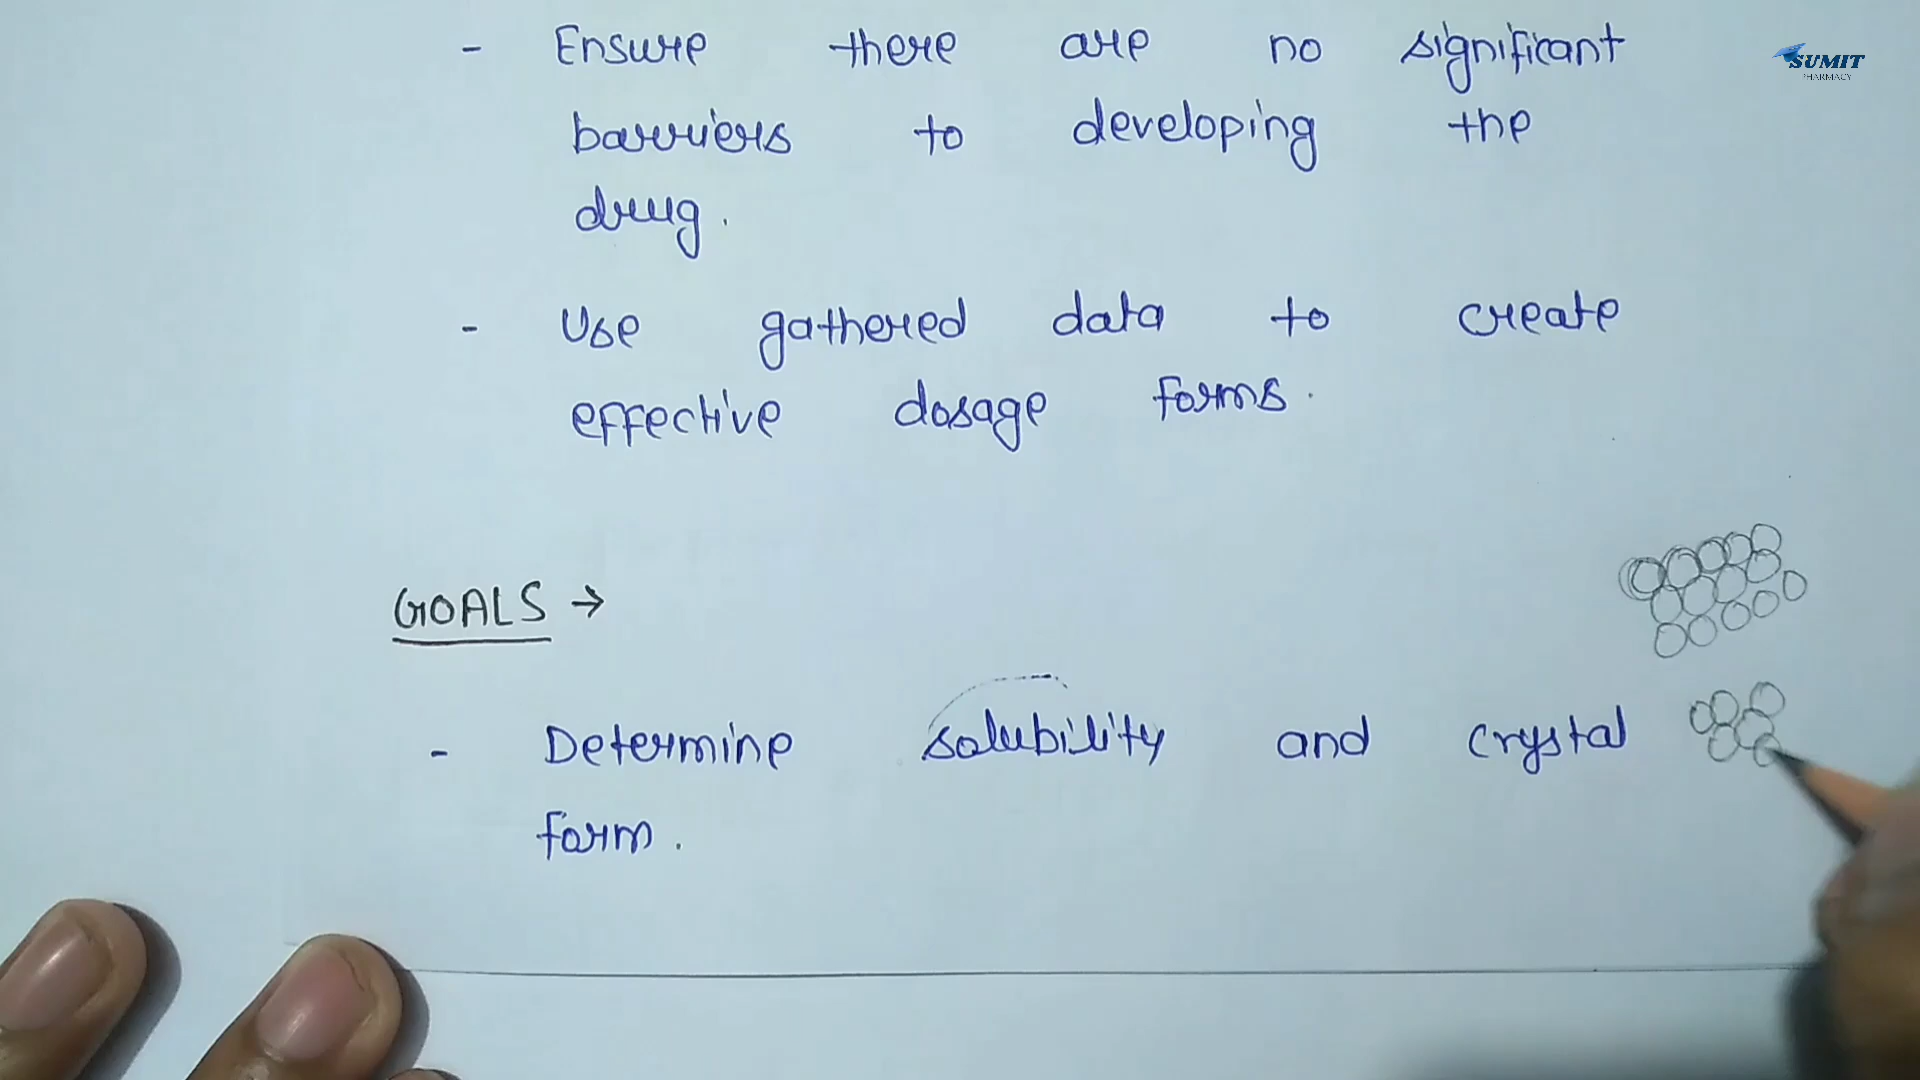 - Ensure there are no significant
SUMIT
PHARMACY
barriers to developing the
drug.
- Use gathered data to create
effective dosage forms.
GOALS →
- Determine solubility and crystal
form.